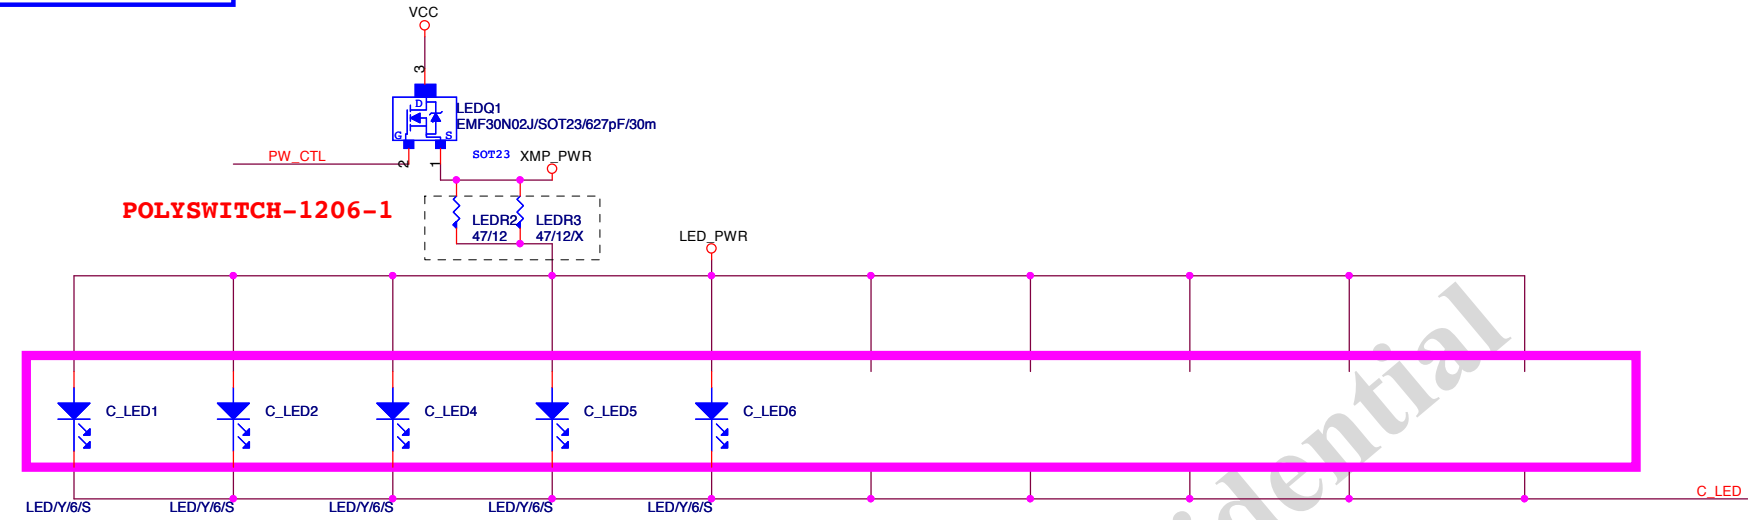 VCC
3
D
LEDQ1
EMF30N02J/SOT23/627pF/30m
G
S
PW_CTL
2
1
SOT23
XMP_PWR
POLYSWITCH-1206-1
LEDR2
47/12
LEDR3
47/12/X
LED_PWR
C_LED1
C_LED2
C_LED4
C_LED5
C_LED6
C_LED
LED/Y/6/S
LED/Y/6/S
LED/Y/6/S
LED/Y/6/S
LED/Y/6/S